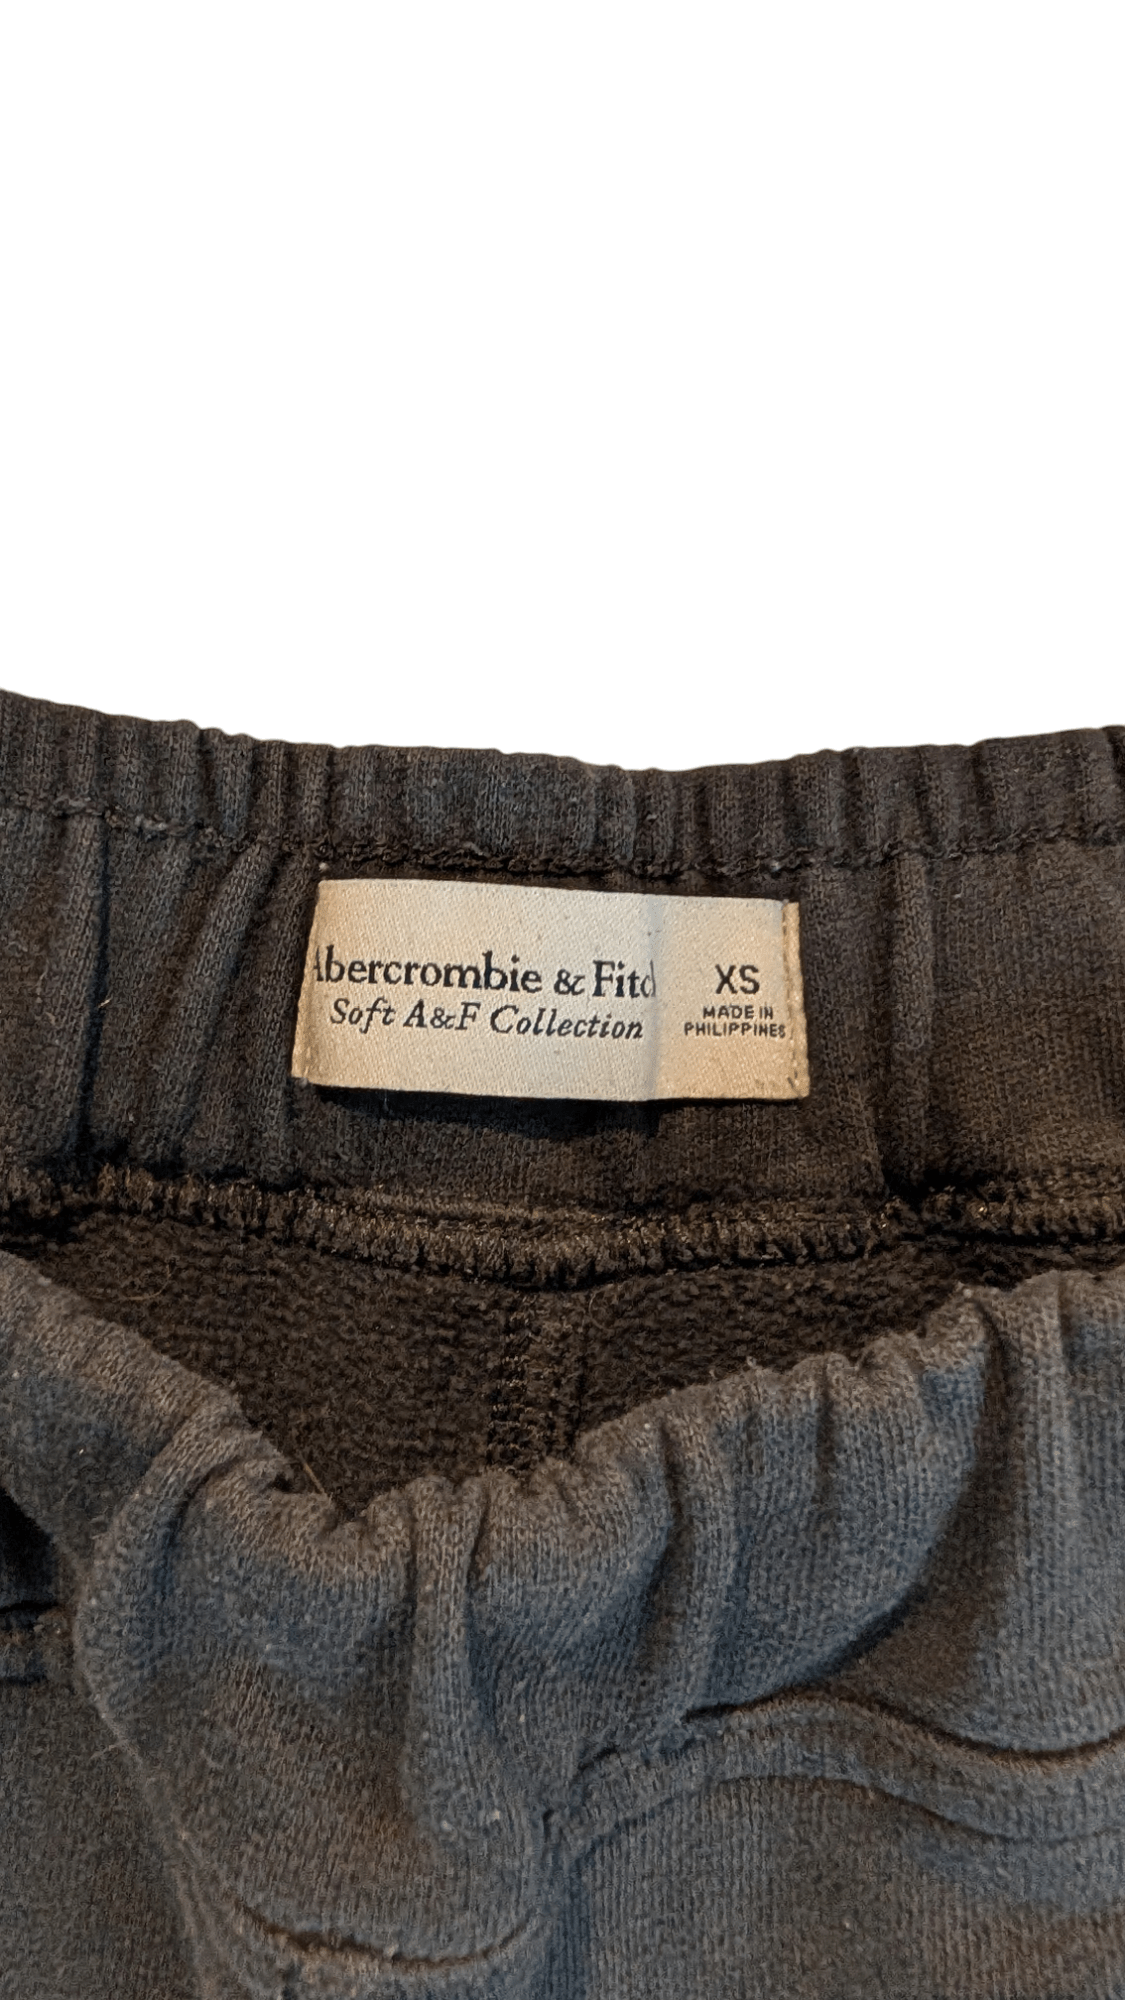 Abercrombie & Fitc
Soft A&F Collection
XS
MADE IN
PHILIPPINES